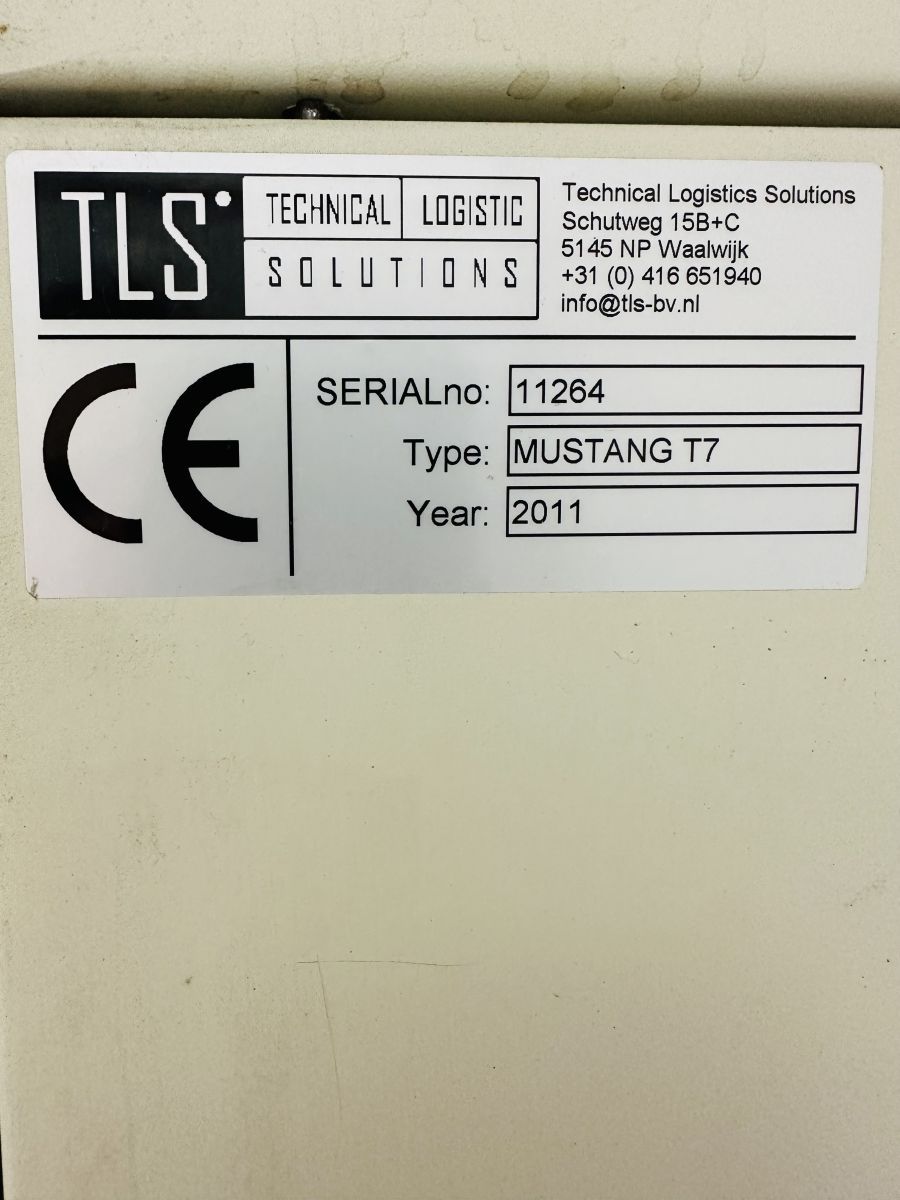 TLS TECHNICAL LOGISTIC
SOLUTIONS
Technical Logistics Solutions
Schutweg 15B+C
5145 NP Waalwijk
+31 (0) 416 651940
info@tls-bv.nl
CE
SERIALno: 11264
Type: MUSTANG T7
Year: 2011